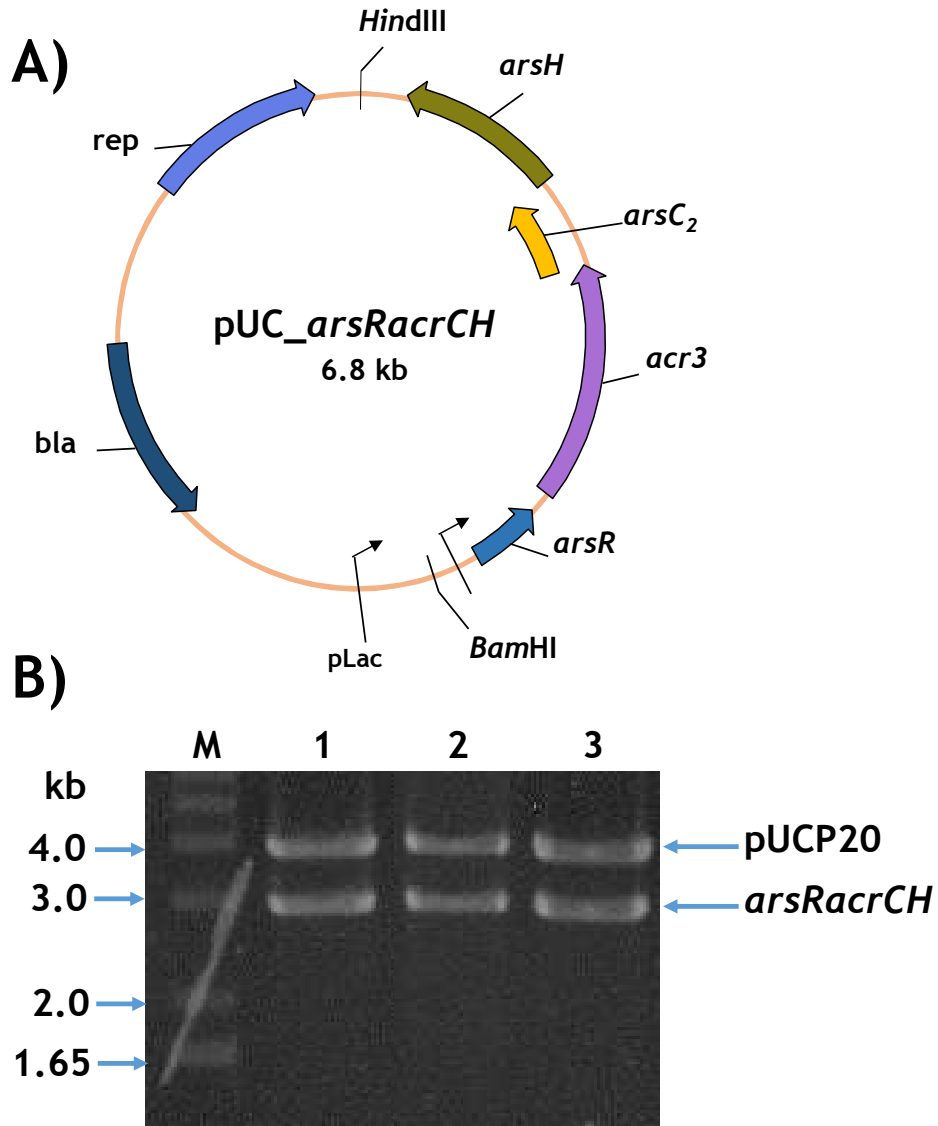 A)
HindIII
arsH
rep
arsC2
pUC_arsRacrCH
6.8 kb
acr3
bla
arsR
pLac
BamHI
B)
M 1 2 3
kb
4.0
pUCP20
3.0
arsRacrCH
2.0
1.65